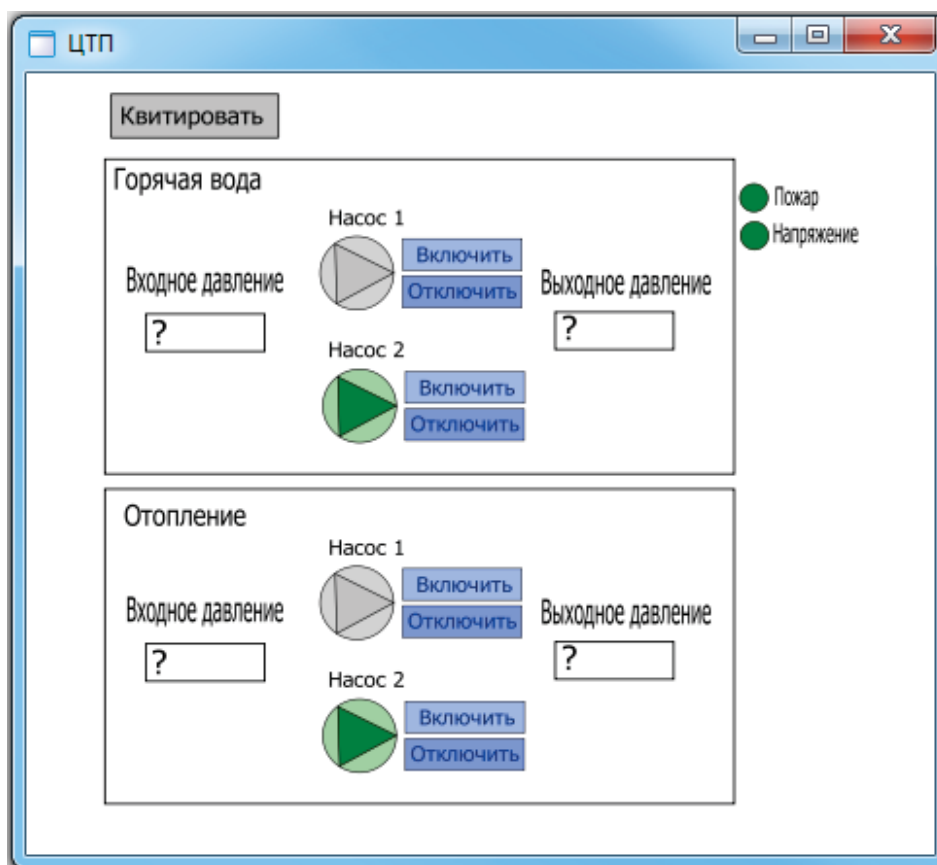 ЦТП
Квитировать
Горячая вода
Пожар
Напряжение
Насос 1
Включить
Отключить
Входное давление
?
Выходное давление
?
Насос 2
Включить
Отключить
Отопление
Насос 1
Включить
Отключить
Входное давление
?
Выходное давление
?
Насос 2
Включить
Отключить